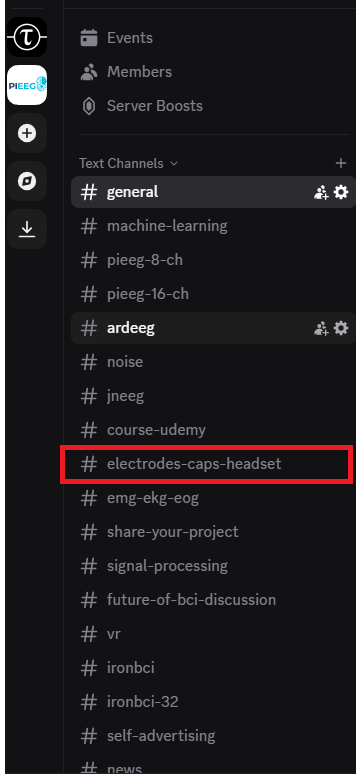 τ
PIEEG
Events
Members
Server Boosts
Text Channels
# general
# machine-learning
# pieeg-8-ch
# pieeg-16-ch
# ardeeg
# noise
# jneeg
# course-udemy
# electrodes-caps-headset
# emg-ekg-eog
# share-your-project
# signal-processing
# future-of-bci-discussion
# vr
# ironbci
# ironbci-32
# self-advertising
# news